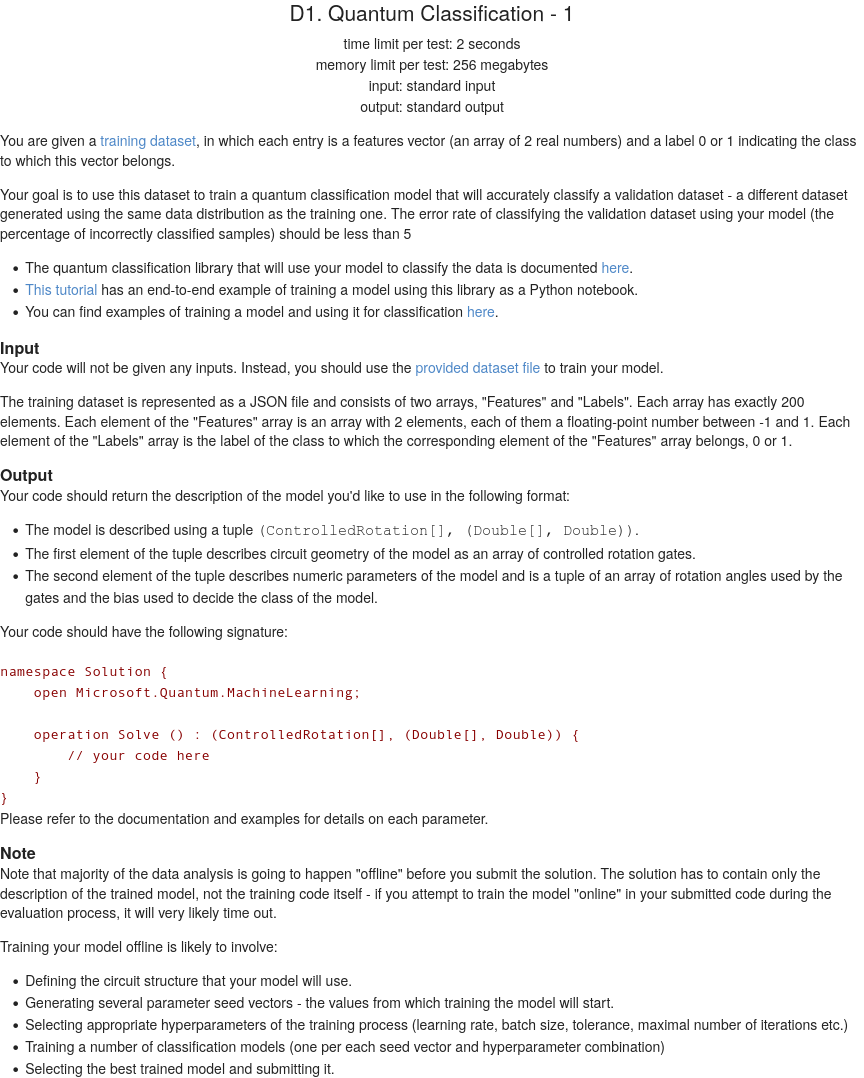 D1. Quantum Classification - 1
time limit per test: 2 seconds
memory limit per test: 256 megabytes
input: standard input
output: standard output
You are given a training dataset, in which each entry is a features vector (an array of 2 real numbers) and a label 0 or 1 indicating the class
to which this vector belongs.
Your goal is to use this dataset to train a quantum classification model that will accurately classify a validation dataset - a different dataset
generated using the same data distribution as the training one. The error rate of classifying the validation dataset using your model (the
percentage of incorrectly classified samples) should be less than 5
• The quantum classification library that will use your model to classify the data is documented here.
• This tutorial has an end-to-end example of training a model using this library as a Python notebook.
• You can find examples of training a model and using it for classification here.
Input
Your code will not be given any inputs. Instead, you should use the provided dataset file to train your model.
The training dataset is represented as a JSON file and consists of two arrays, "Features" and "Labels". Each array has exactly 200
elements. Each element of the "Features" array is an array with 2 elements, each of them a floating-point number between -1 and 1. Each
element of the "Labels" array is the label of the class to which the corresponding element of the "Features" array belongs, 0 or 1.
Output
Your code should return the description of the model you'd like to use in the following format:
• The model is described using a tuple (ControlledRotation[], (Double[], Double)).
• The first element of the tuple describes circuit geometry of the model as an array of controlled rotation gates.
• The second element of the tuple describes numeric parameters of the model and is a tuple of an array of rotation angles used by the
gates and the bias used to decide the class of the model.
Your code should have the following signature:
namespace Solution {
    open Microsoft.Quantum.MachineLearning;
    operation Solve () : (ControlledRotation[], (Double[], Double)) {
        // your code here
    }
}
Please refer to the documentation and examples for details on each parameter.
Note
Note that majority of the data analysis is going to happen "offline" before you submit the solution. The solution has to contain only the
description of the trained model, not the training code itself - if you attempt to train the model "online" in your submitted code during the
evaluation process, it will very likely time out.
Training your model offline is likely to involve:
• Defining the circuit structure that your model will use.
• Generating several parameter seed vectors - the values from which training the model will start.
• Selecting appropriate hyperparameters of the training process (learning rate, batch size, tolerance, maximal number of iterations etc.)
• Training a number of classification models (one per each seed vector and hyperparameter combination)
• Selecting the best trained model and submitting it.